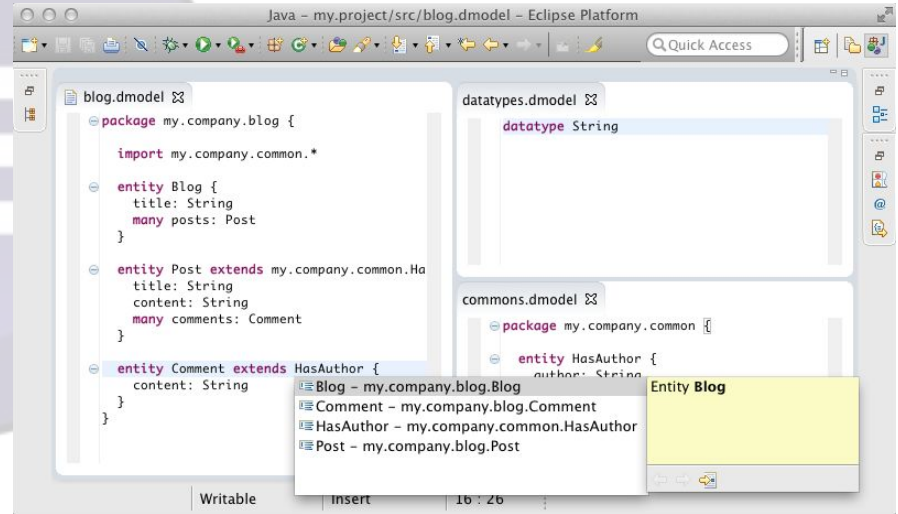 Java – my.project/src/blog.dmodel – Eclipse Platform
Quick Access
blog.dmodel
package my.company.blog {
import my.company.common.*
entity Blog {
title: String
many posts: Post
}
entity Post extends my.company.common.Ha
title: String
content: String
many comments: Comment
}
entity Comment extends HasAuthor {
content: String
}
}
datatypes.dmodel
datatype String
commons.dmodel
package my.company.common {
entity HasAuthor {
author: String
Blog – my.company.blog.Blog
Comment – my.company.blog.Comment
HasAuthor – my.company.common.HasAuthor
Post – my.company.blog.Post
Entity Blog
Writable
Insert
16 : 26